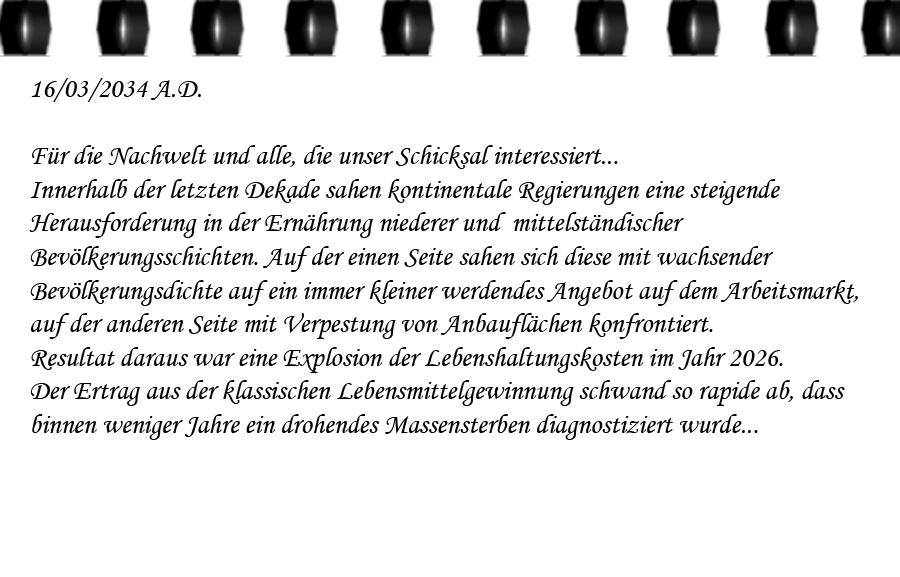 16/03/2034 A.D.
Für die Nachwelt und alle, die unser Schicksal interessiert...
Innerhalb der letzten Dekade sahen kontinentale Regierungen eine steigende
Herausforderung in der Ernährung niederer und  mittelständischer
Bevölkerungsschichten. Auf der einen Seite sahen sich diese mit wachsender
Bevölkerungsdichte auf ein immer kleiner werdendes Angebot auf dem Arbeitsmarkt,
auf der anderen Seite mit Verpestung von Anbauflächen konfrontiert.
Resultat daraus war eine Explosion der Lebenshaltungskosten im Jahr 2026.
Der Ertrag aus der klassischen Lebensmittelgewinnung schwand so rapide ab, dass
binnen weniger Jahre ein drohendes Massensterben diagnostiziert wurde...